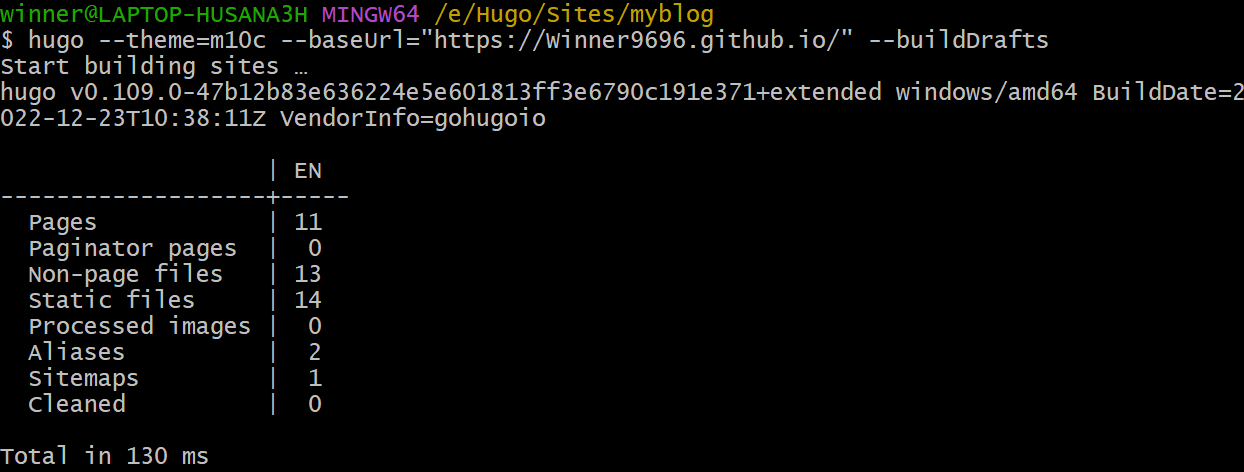 winner@LAPTOP-HUSANA3H MINGW64 /e/Hugo/Sites/myblog
$ hugo --theme=m10c --baseUrl="https://Winner9696.github.io/" --buildDrafts
Start building sites …
hugo v0.109.0-47b12b83e636224e5e601813ff3e6790c191e371+extended windows/amd64 BuildDate=2
022-12-23T10:38:11Z VendorInfo=gohugoio
                   | EN
-------------------+-----
  Pages            | 11
  Paginator pages  |  0
  Non-page files   | 13
  Static files     | 14
  Processed images |  0
  Aliases          |  2
  Sitemaps         |  1
  Cleaned          |  0
Total in 130 ms